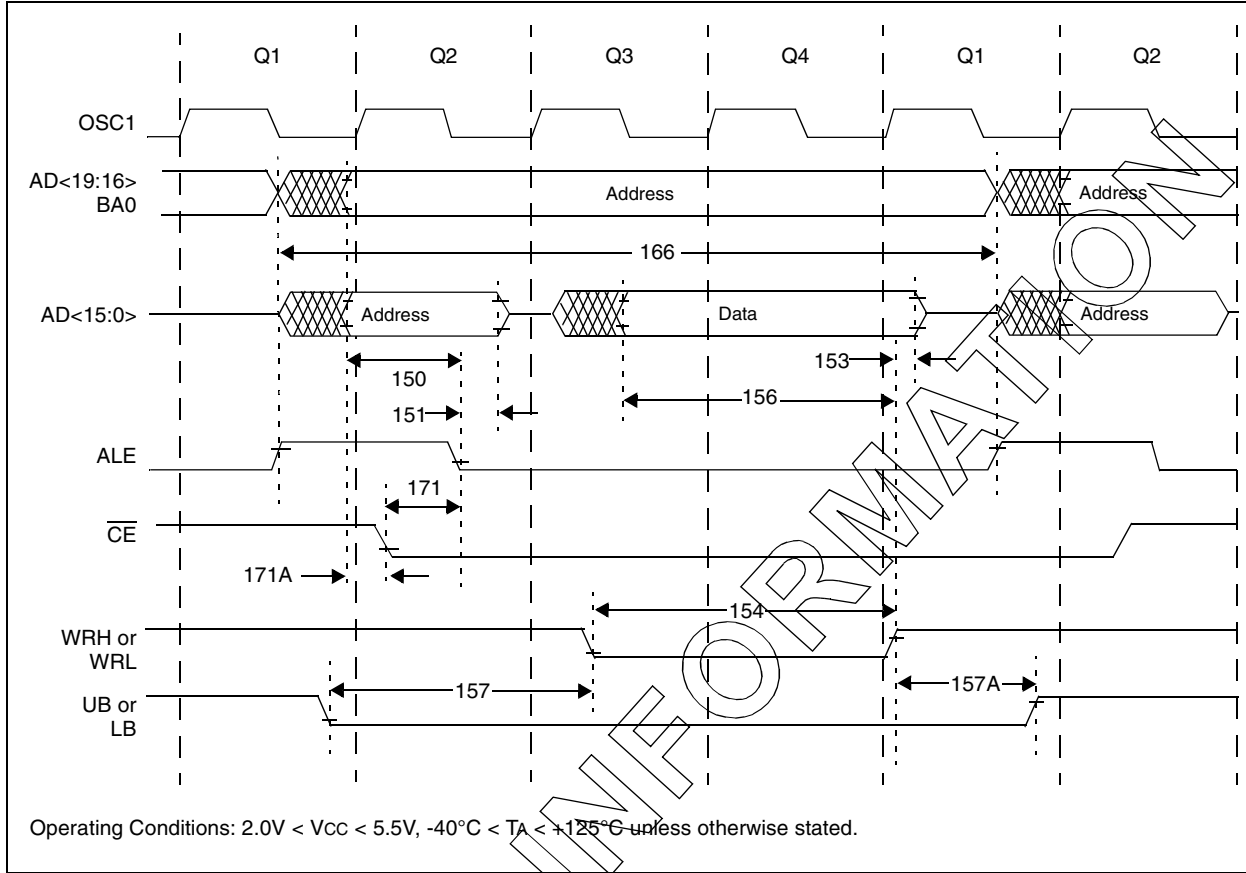 Q1 Q2 Q3 Q4 Q1 Q2
OSC1
AD<19:16>
BA0
Address Address
166
AD<15:0>
Address Data Address
153
150
156
151
ALE
171
CE
171A
154
WRH or
WRL
157 157A
UB or
LB
INFORMATION
Operating Conditions: 2.0V < VCC < 5.5V, -40°C < TA < +125°C unless otherwise stated.